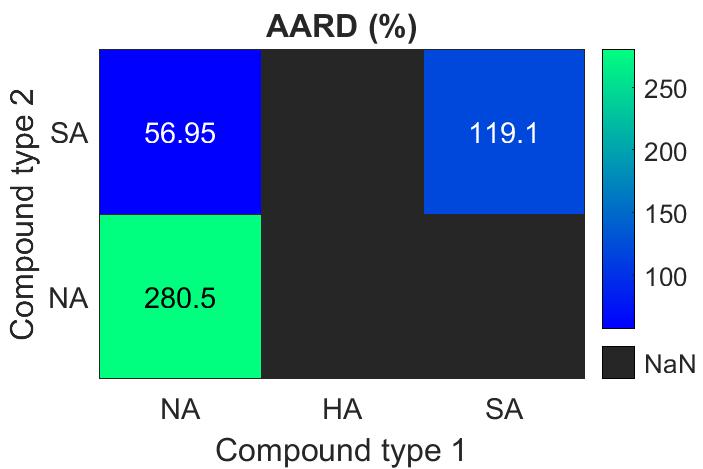 AARD (%)
Compound type 2
SA
56.95
119.1
NA
280.5
250
200
150
100
NaN
NA
HA
SA
Compound type 1